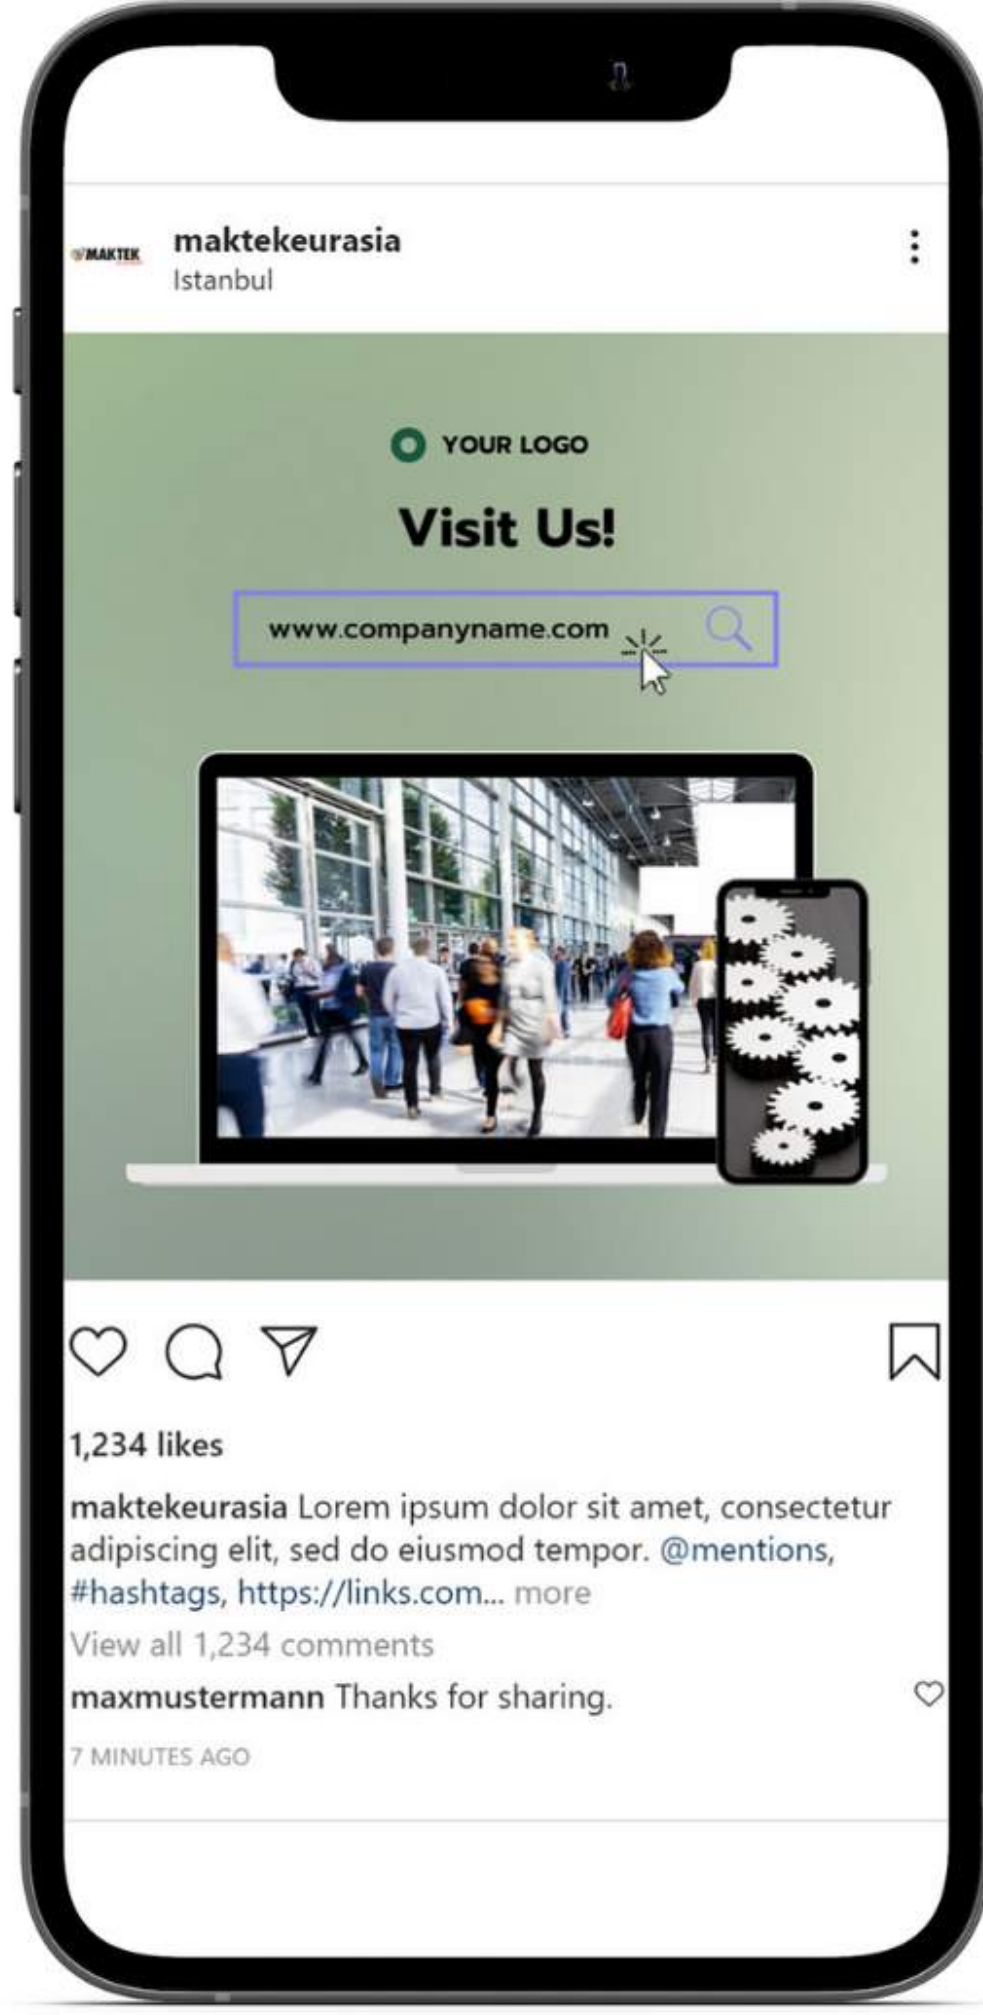 MAKTEK
maktekeurasia
Istanbul
YOUR LOGO
Visit Us!
www.companyname.com
1,234 likes
maktekeurasia Lorem ipsum dolor sit amet, consectetur
adipiscing elit, sed do eiusmod tempor. @mentions,
#hashtags, https://links.com... more
View all 1,234 comments
maxmustermann Thanks for sharing.
7 MINUTES AGO